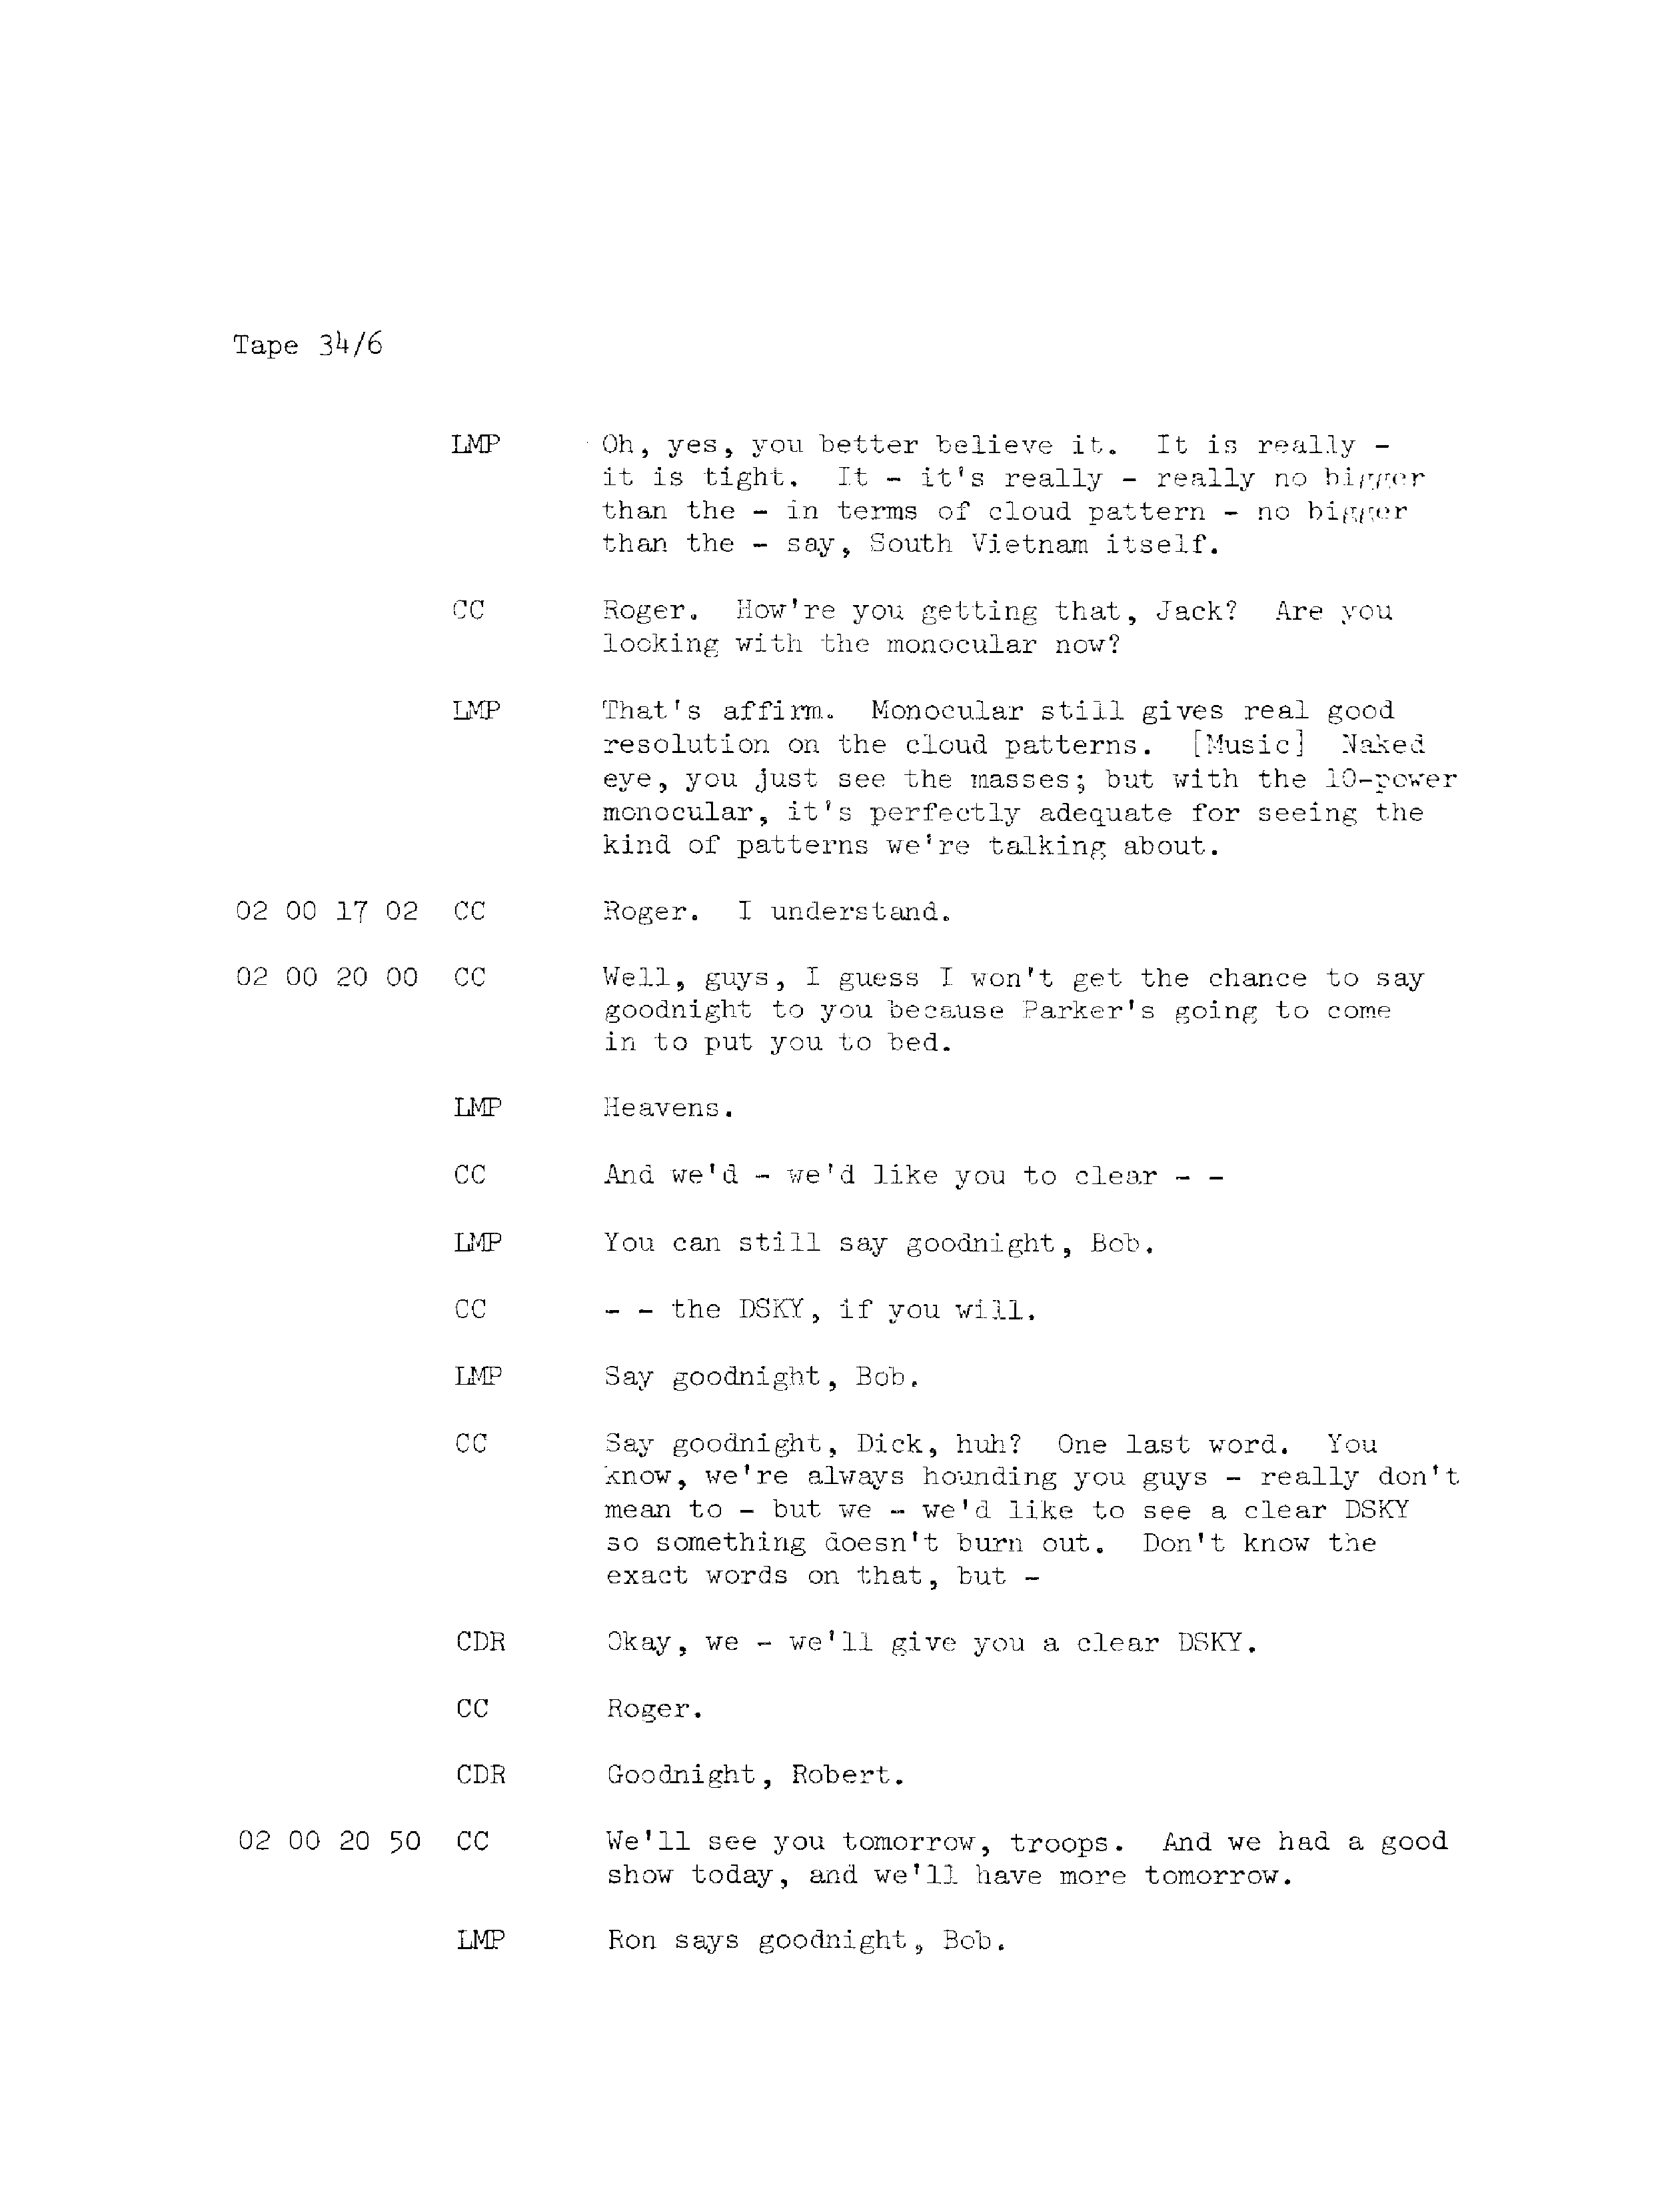 Tape 34/6
LMP Oh, yes, you better believe it. It is really -
it is tight. It - it's really - really no bigger
than the - in terms of cloud pattern - no bigger
than the - say, South Vietnam itself.
CC Roger. How're you getting that, Jack? Are you
looking with the monocular now?
LMP That's affirm. Monocular still gives real good
resolution on the cloud patterns. [Music] Naked
eye, you just see the masses; but with the 10-power
monocular, it's perfectly adequate for seeing the
kind of patterns we're talking about.
02 00 17 02 CC Roger. I understand.
02 00 20 00 CC Well, guys, I guess I won't get the chance to say
goodnight to you because Parker's going to come
in to put you to bed.
LMP Heavens.
CC And we'd - we'd like you to clear - -
LMP You can still say goodnight, Bob.
CC - - the DSKY, if you will.
LMP Say goodnight, Bob.
CC Say goodnight, Dick, huh? One last word. You
know, we're always hounding you guys - really don't
mean to - but we - we'd like to see a clear DSKY
so something doesn't burn out. Don't know the
exact words on that, but -
CDR Okay, we - we'll give you a clear DSKY.
CC Roger.
CDR Goodnight, Robert.
02 00 20 50 CC We'll see you tomorrow, troops. And we had a good
show today, and we'll have more tomorrow.
LMP Ron says goodnight, Bob.